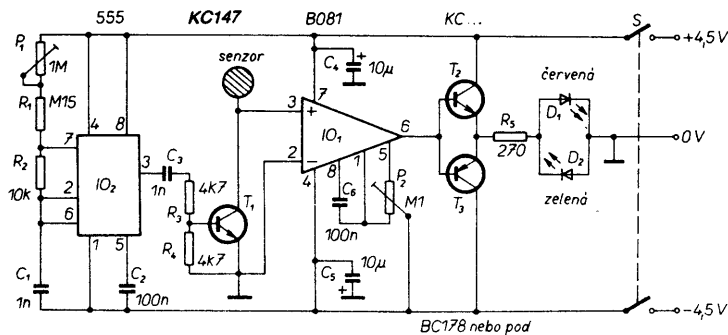 555 KC147 B081 KC... S
P₁ 1M
R₁ M15
R₂ 10k
C₁ 1n
7
2
6
4 8
IO₂
3
1 5
C₂ 100n
C₃ 1n
4k7
R₃
R₄ 4k7
T₁
senzor
C₄ + 10µ
7
3 +
2 −
IO₁
6
4 8 1 5
C₆ 100n
P₂ M1
C₅ 10µ +
T₂
T₃
R₅ 270
červená
D₁
D₂
zelená
+4,5V
0V
−4,5V
BC178 nebo pod